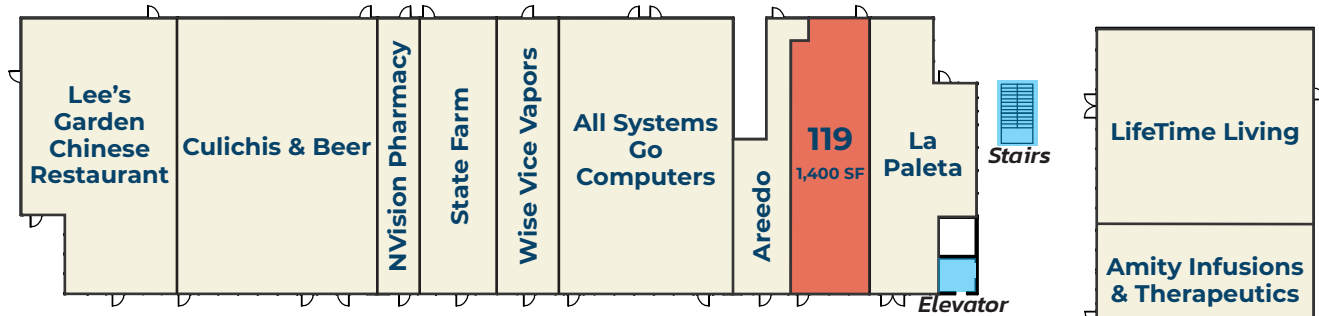 Lee's
Garden
Chinese
Restaurant
Culichis & Beer
NVision Pharmacy
State Farm
Wise Vice Vapors
All Systems
Go
Computers
Areedo
119
1,400 SF
La
Paleta
Elevator
Stairs
LifeTime Living
Amity Infusions
& Therapeutics